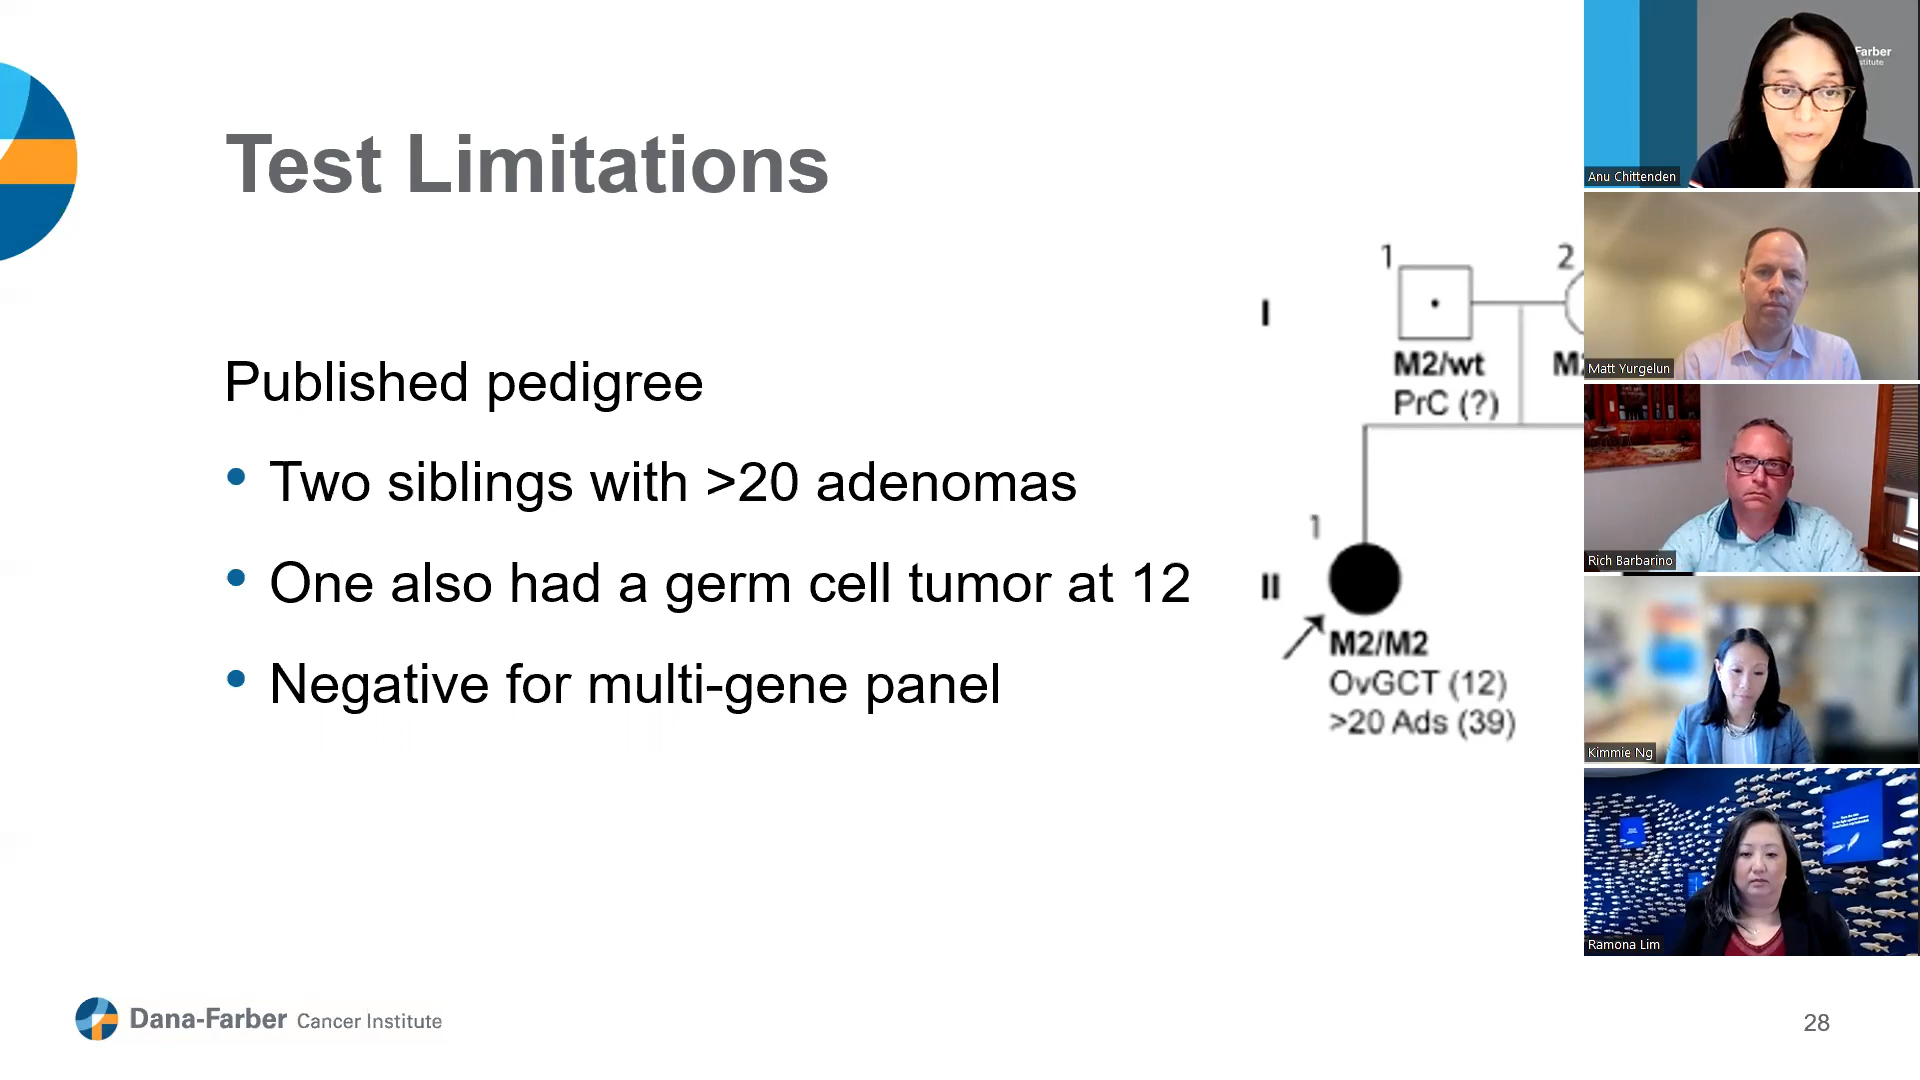 Test Limitations
Published pedigree
• Two siblings with >20 adenomas
• One also had a germ cell tumor at 12
• Negative for multi-gene panel
1
2
I
M2/wt
PrC (?)
1
II
M2/M2
OvGCT (12)
>20 Ads (39)
Farber
Anu Chittenden
Matt Yurgelun
Rich Barbarino
Kimmie Ng
Ramona Lim
Dana-Farber Cancer Institute
28